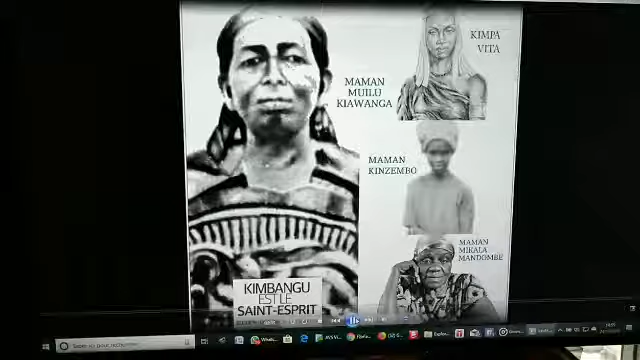 KIMPA
VITA
MAMAN
MUILU
KIAWANGA
MAMAN
KINZEMBO
MAMAN
MIKALA
MANDOMBE
KIMBANGU
EST LE
SAINT-ESPRIT